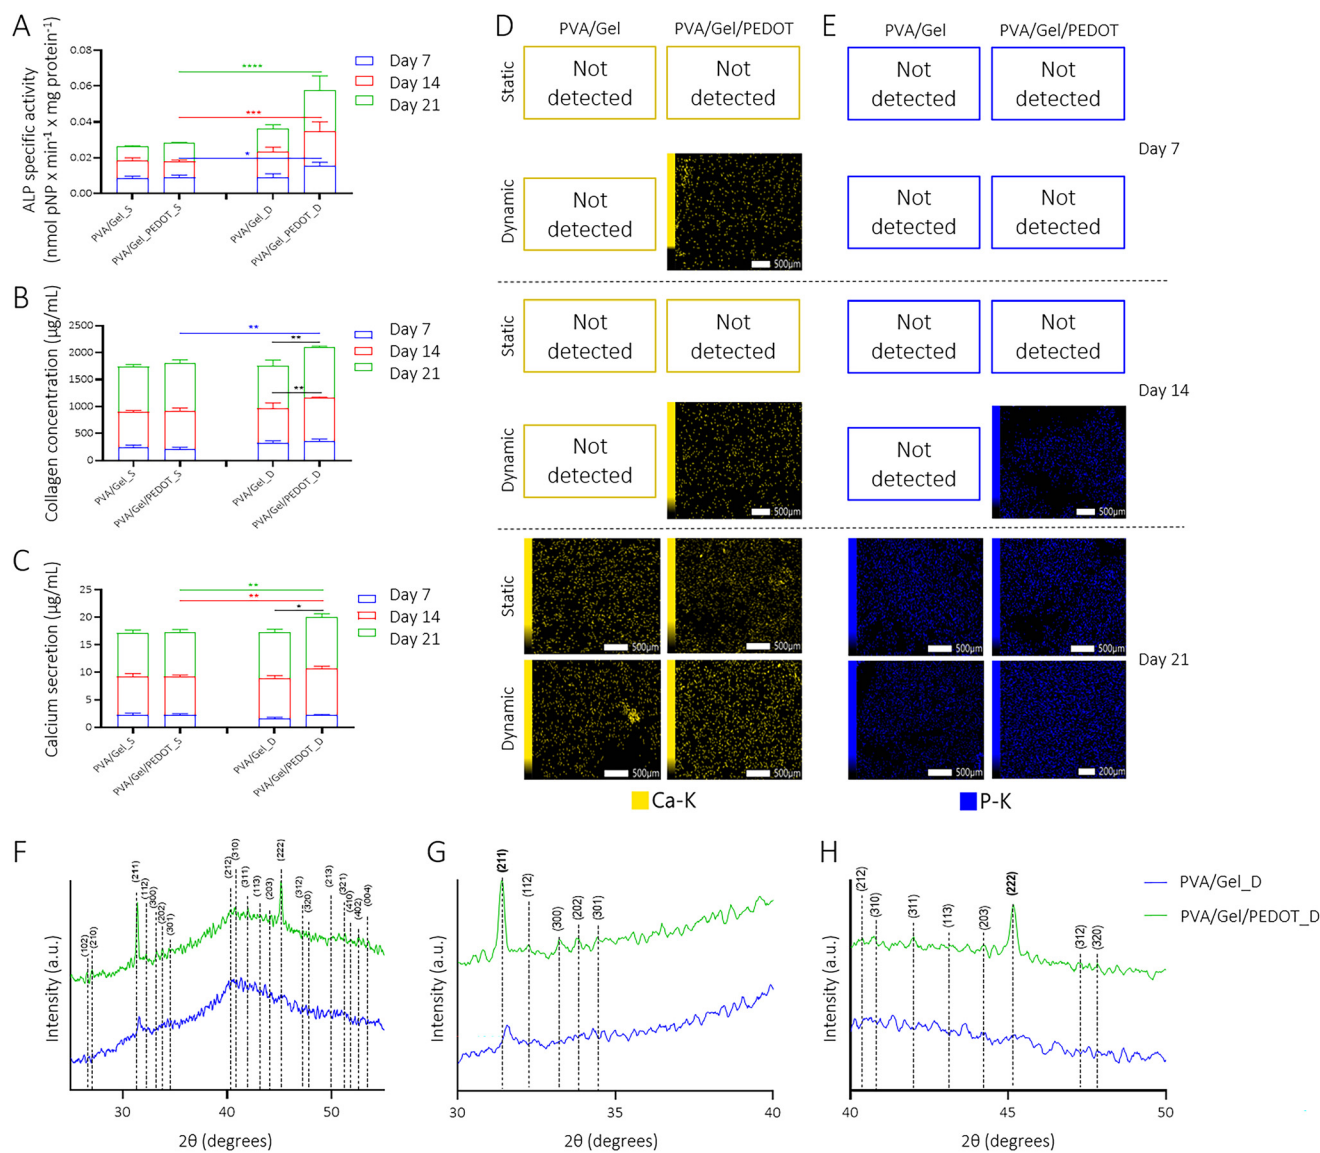 A
ALP specific activity
(nmol pNP x min⁻¹ x mg protein⁻¹)
0.08
0.06
0.04
0.02
0.00
****
***
*
Day 7
Day 14
Day 21
PVA/Gel_S
PVA/Gel_PEDOT_S
PVA/Gel_D
PVA/Gel_PEDOT_D
B
Collagen concentration (µg/mL)
2500
2000
1500
1000
500
0
**
**
**
Day 7
Day 14
Day 21
PVA/Gel_S
PVA/Gel/PEDOT_S
PVA/Gel_D
PVA/Gel/PEDOT_D
C
Calcium secretion (µg/mL)
25
20
15
10
5
0
**
**
*
Day 7
Day 14
Day 21
PVA/Gel_S
PVA/Gel/PEDOT_S
PVA/Gel_D
PVA/Gel/PEDOT_D
D
PVA/Gel PVA/Gel/PEDOT
Static
Not detected
Not detected
Dynamic
Not detected
500µm
Static
Not detected
Not detected
Dynamic
Not detected
500µm
Static
500µm
500µm
Dynamic
500µm
500µm
Ca-K
E
PVA/Gel PVA/Gel/PEDOT
Not detected
Not detected
Day 7
Not detected
Not detected
Not detected
Not detected
Day 14
Not detected
500µm
500µm
500µm
Day 21
500µm
200µm
P-K
F
Intensity (a.u.)
(102)
(210)
(211)
(112)
(300)
(202)
(301)
(212)
(310)
(311)
(113)
(203)
(222)
(312)
(320)
(213)
(321)
(410)
(402)
(004)
30 40 50
2θ (degrees)
G
Intensity (a.u.)
(211)
(112)
(300)
(202)
(301)
30 35 40
2θ (degrees)
H
Intensity (a.u.)
(212)
(310)
(311)
(113)
(203)
(222)
(312)
(320)
40 45 50
2θ (degrees)
PVA/Gel_D
PVA/Gel/PEDOT_D